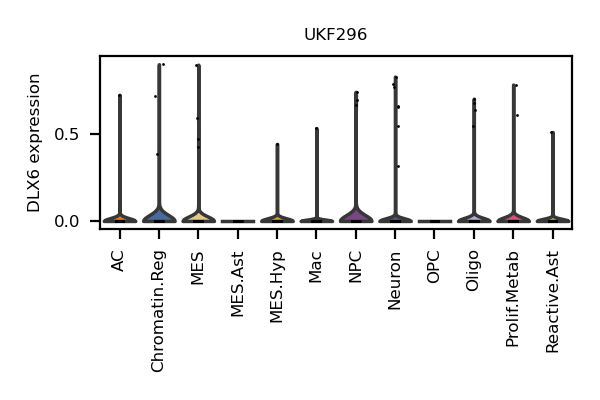 UKF296
DLX6 expression
0.5
0.0
AC
Chromatin.Reg
MES
MES.Ast
MES.Hyp
Mac
NPC
Neuron
OPC
Oligo
Prolif.Metab
Reactive.Ast